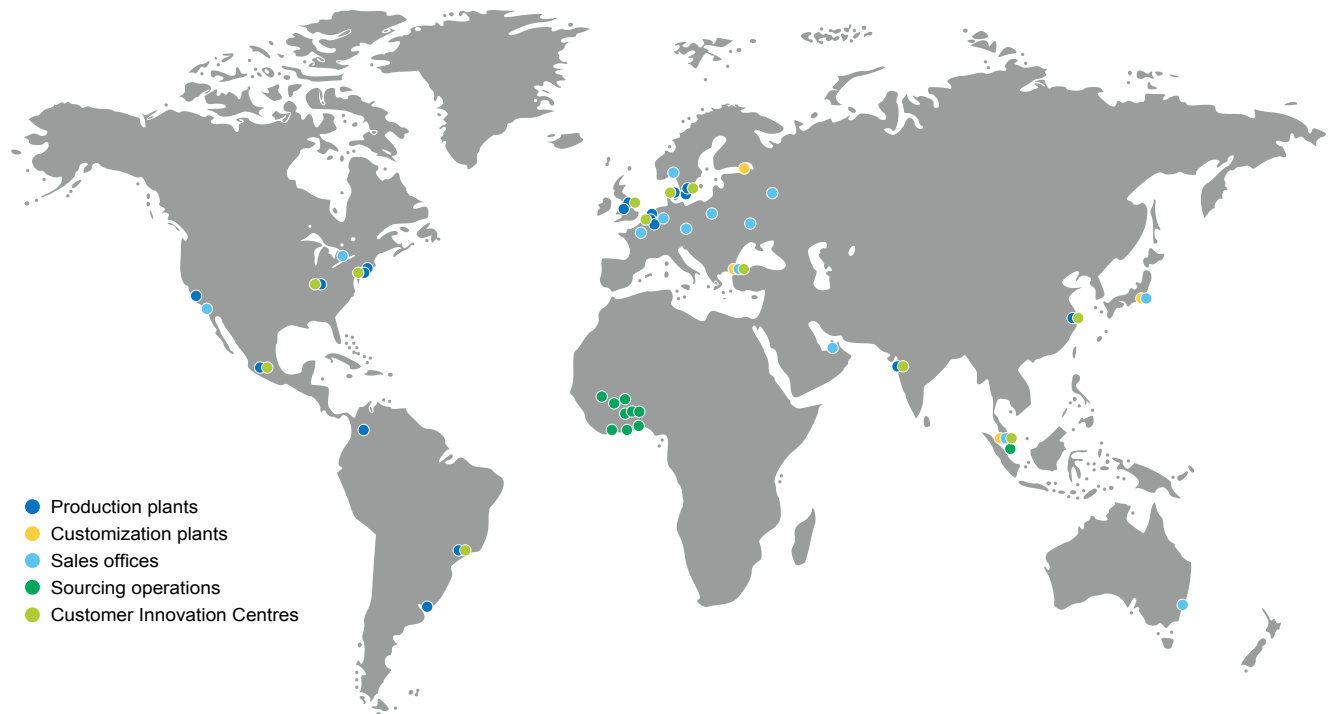 Production plants
Customization plants
Sales offices
Sourcing operations
Customer Innovation Centres